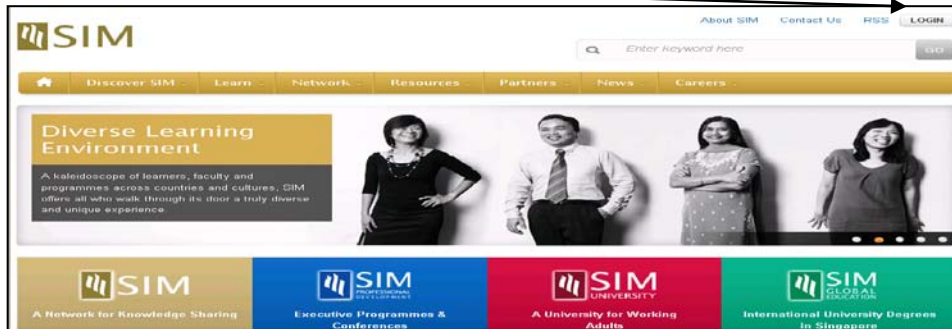 About SIM Contact Us RSS LOGIN
SIM
Enter keyword here GO
Discover SIM Learn Network Resources Partners News Careers
Diverse Learning
Environment
A kaleidoscope of learners, faculty and
programmes across countries and cultures, SIM
offers all who walk through its door a truly diverse
and unique experience.
SIM
A Network for Knowledge Sharing
SIM
PROFESSIONAL
DEVELOPMENT
Executive Programmes &
Conferences
SIM
UNIVERSITY
A University for Working
Adults
SIM
GLOBAL
EDUCATION
International University Degrees
in Singapore